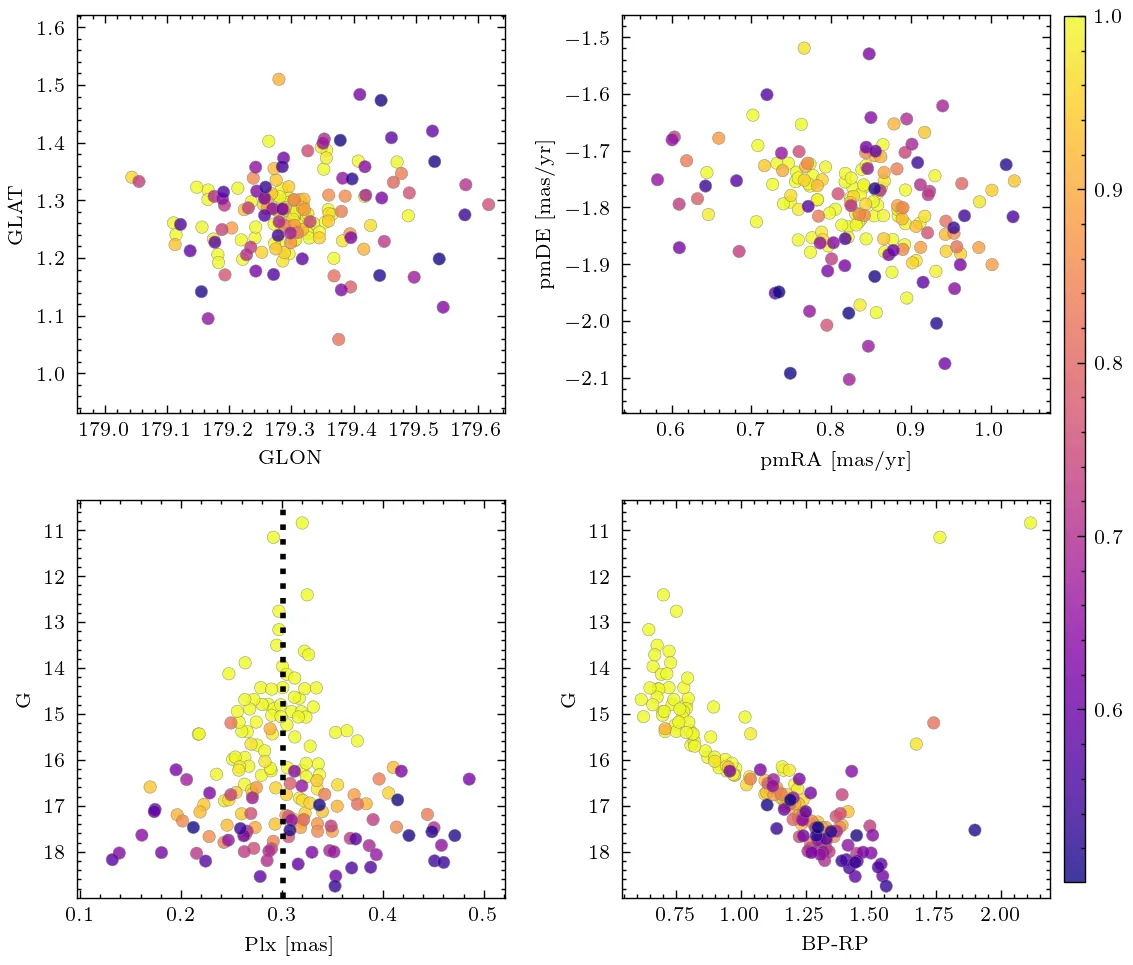 1.6
1.5
1.4
1.3
1.2
1.1
1.0
GLAT
179.0 179.1 179.2 179.3 179.4 179.5 179.6
GLON
−1.5
−1.6
−1.7
−1.8
−1.9
−2.0
−2.1
pmDE [mas/yr]
0.6 0.7 0.8 0.9 1.0
pmRA [mas/yr]
1.0
0.9
0.8
0.7
0.6
11
12
13
14
15
16
17
18
G
0.1 0.2 0.3 0.4 0.5
Plx [mas]
11
12
13
14
15
16
17
18
G
0.75 1.00 1.25 1.50 1.75 2.00
BP-RP